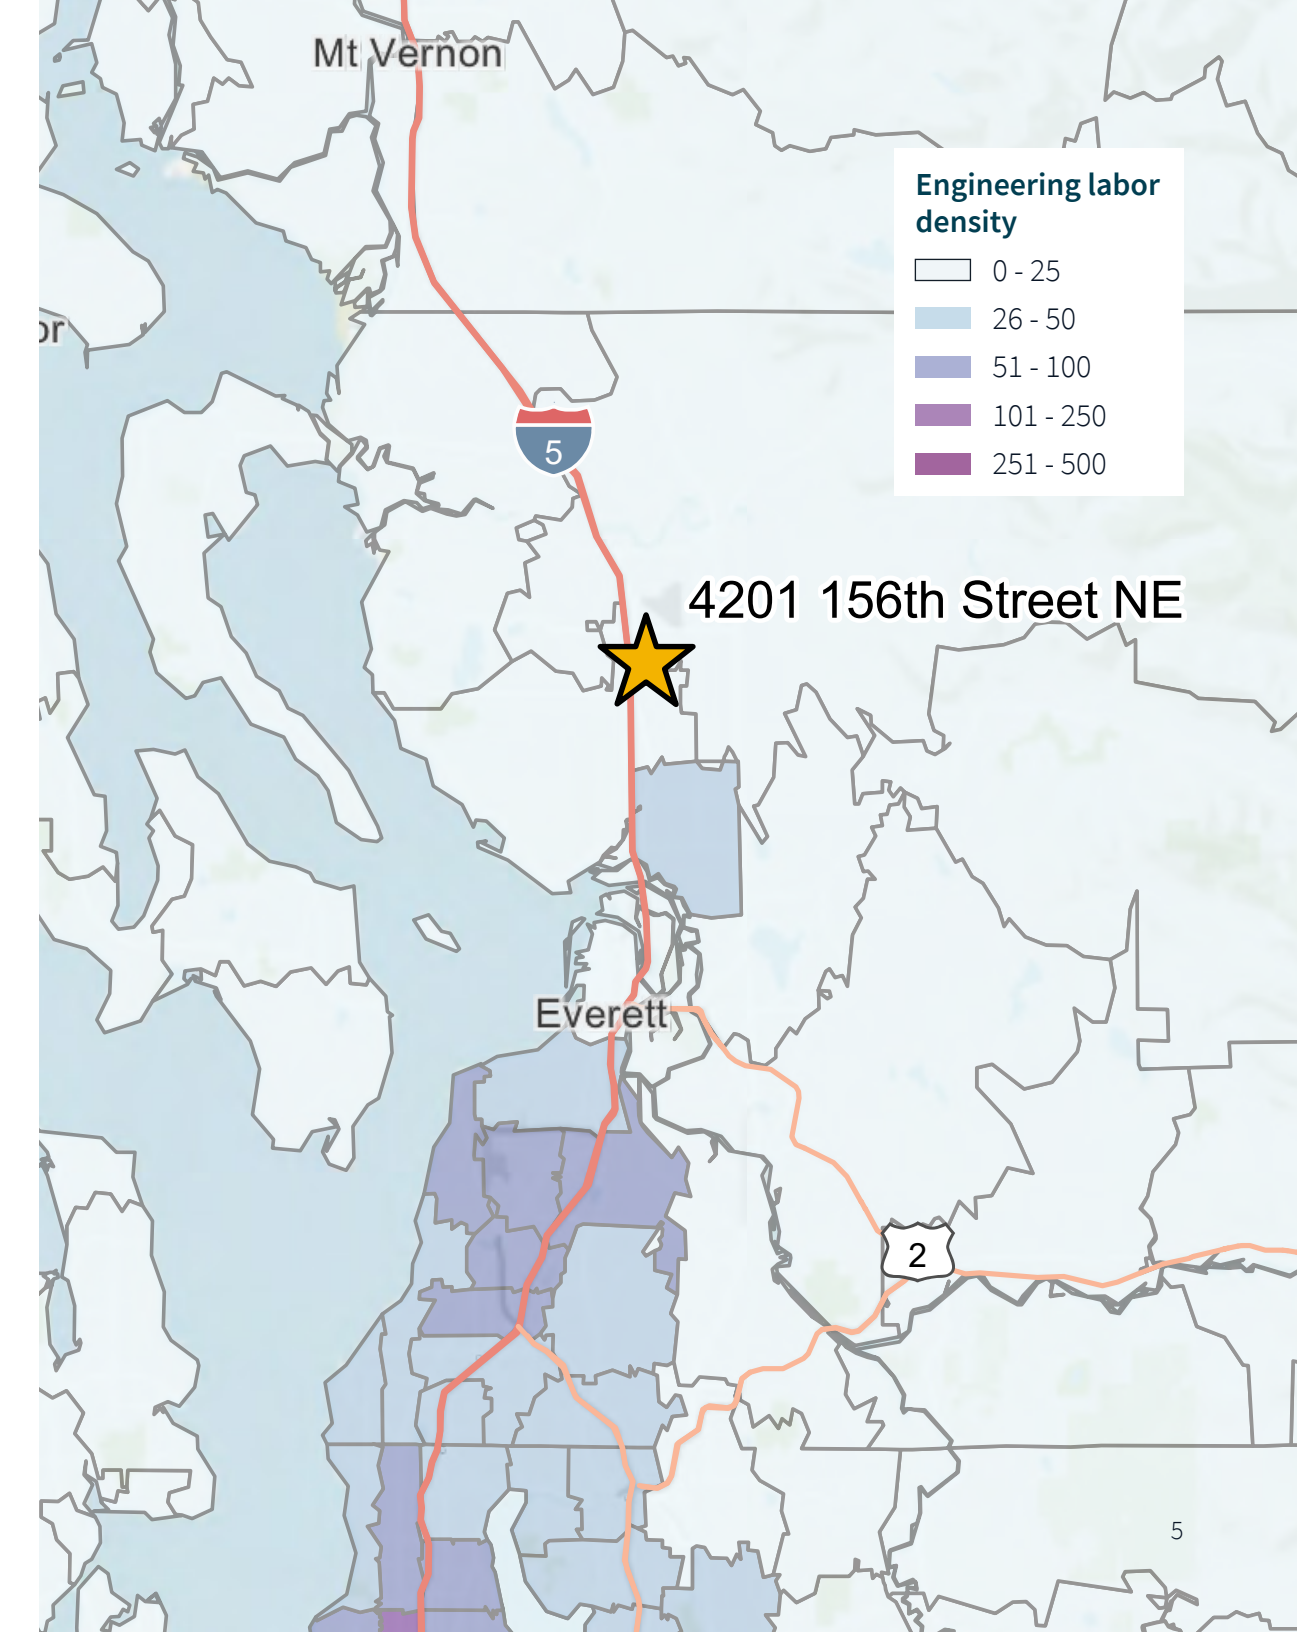 Mt Vernon
Engineering labor
density
0 - 25
26 - 50
51 - 100
101 - 250
251 - 500
or
5
4201 156th Street NE
Everett
2
5